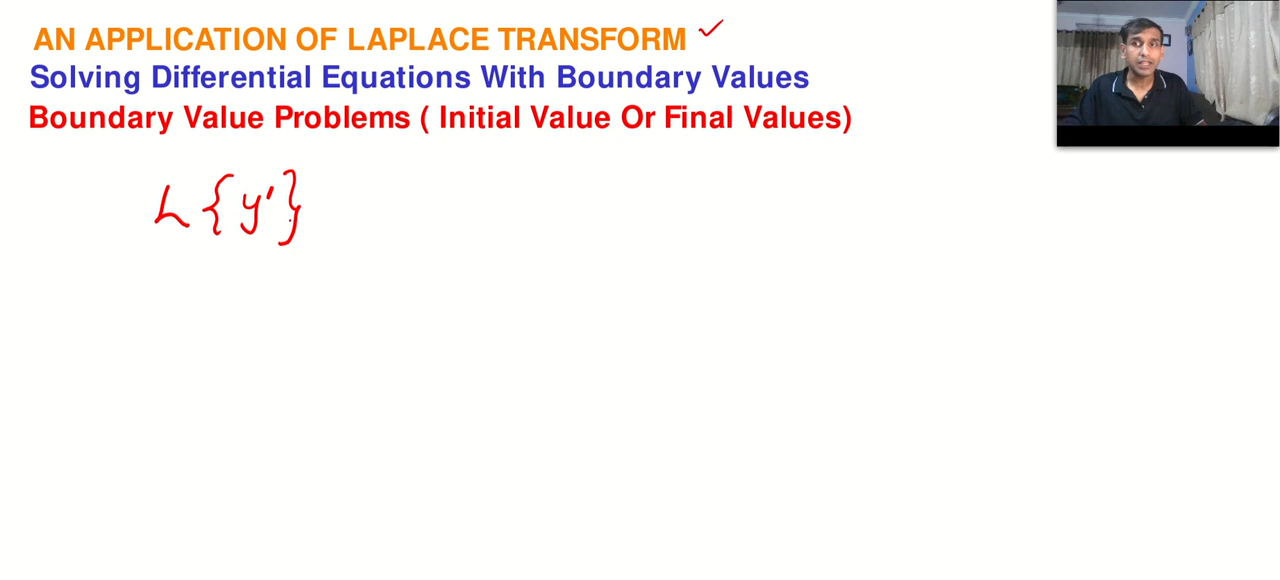 AN APPLICATION OF LAPLACE TRANSFORM ✓
Solving Differential Equations With Boundary Values
Boundary Value Problems ( Initial Value Or Final Values)
L{y'}